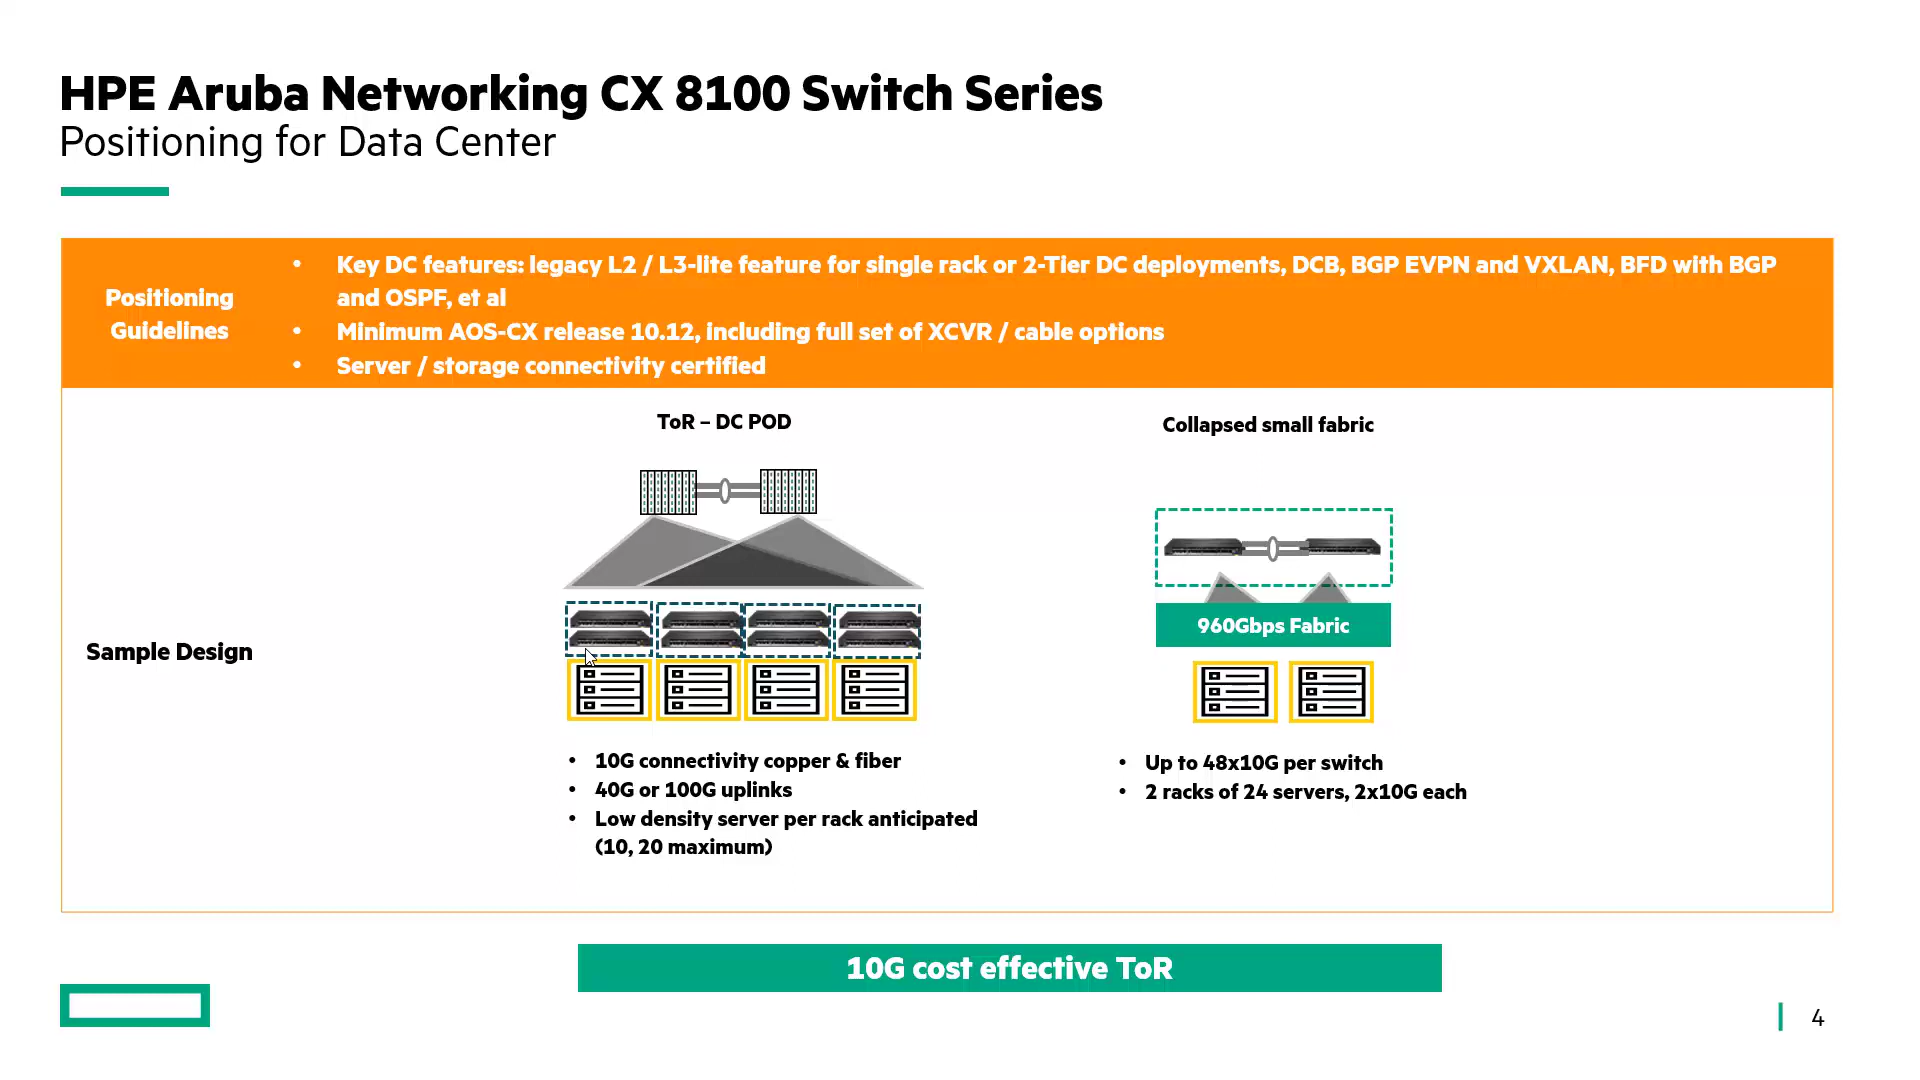 HPE Aruba Networking CX 8100 Switch Series
Positioning for Data Center
Positioning
Guidelines
• Key DC features: legacy L2 / L3-lite feature for single rack or 2-Tier DC deployments, DCB, BGP EVPN and VXLAN, BFD with BGP
and OSPF, et al
• Minimum AOS-CX release 10.12, including full set of XCVR / cable options
• Server / storage connectivity certified
Sample Design
ToR – DC POD
• 10G connectivity copper & fiber
• 40G or 100G uplinks
• Low density server per rack anticipated
(10, 20 maximum)
Collapsed small fabric
960Gbps Fabric
• Up to 48x10G per switch
• 2 racks of 24 servers, 2x10G each
10G cost effective ToR
4